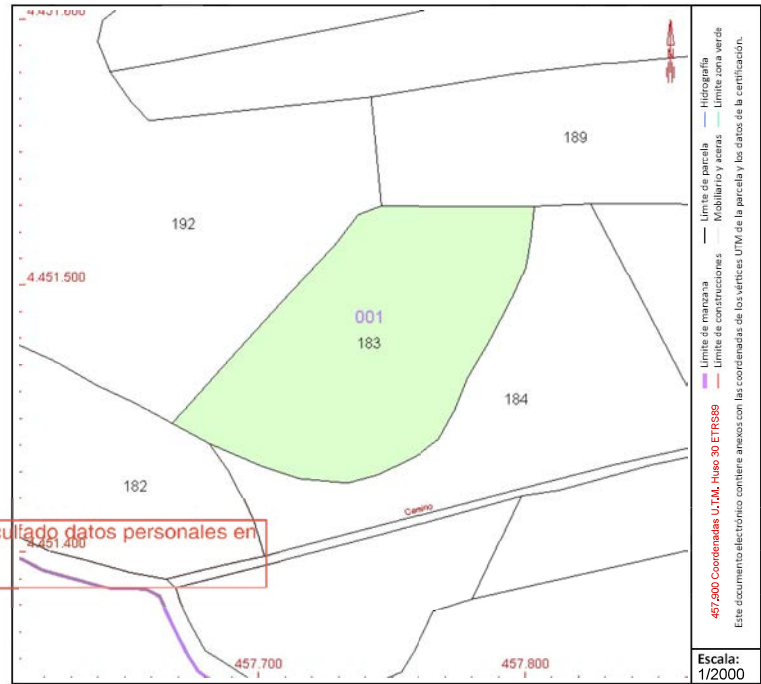 4.451.600
189
192
4.451.500
001
183
184
182
Camino
ocultado datos personales en
4.451.400
457.700
457.800
Límite de manzana
Límite de parcela
Hidrografía
Límite de construcciones
Mobiliario y aceras
Límite zona verde
457.900 Coordenadas U.T.M. Huso 30 ETRS89
Este documento electrónico contiene anexos con las coordenadas de los vértices UTM de la parcela y los datos de la certificación.
Escala:
1/2000